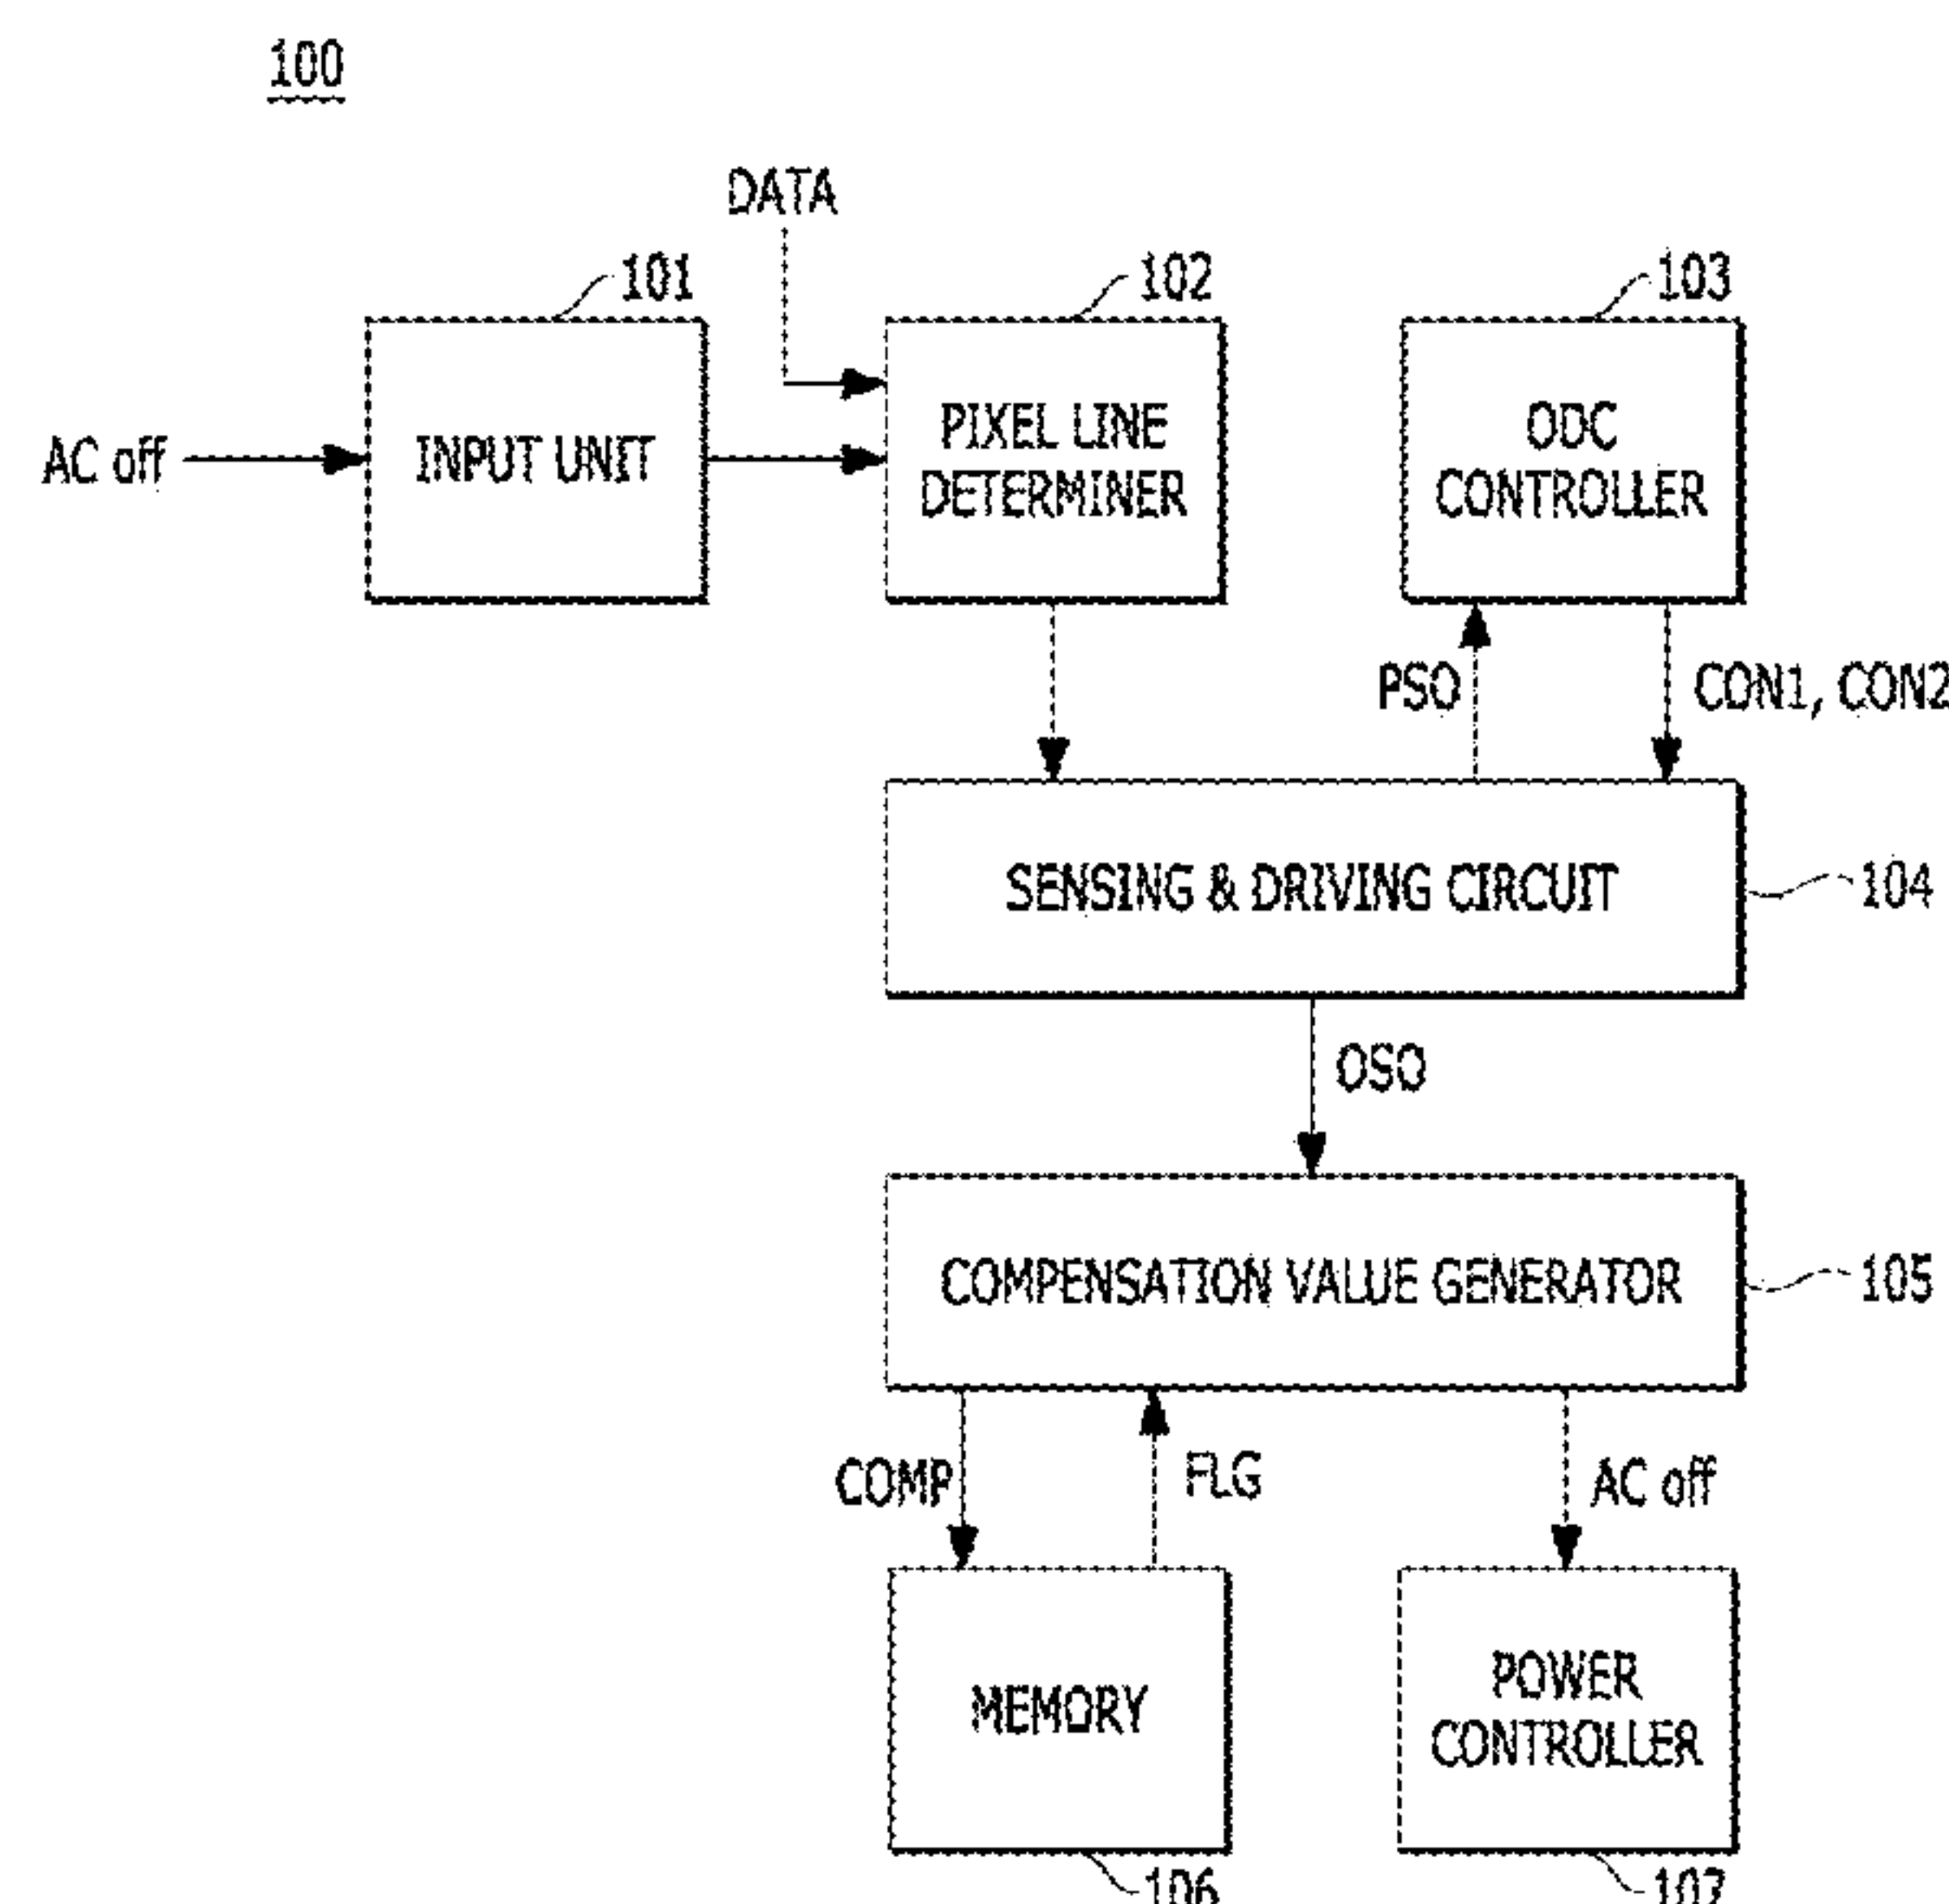 100
DATA
101
102
103
AC off
INPUT UNIT
PIXEL LINE
DETERMINER
ODC
CONTROLLER
PSO
CON1, CON2
SENSING & DRIVING CIRCUIT
104
OSO
COMPENSATION VALUE GENERATOR
105
COMP
FLG
AC off
MEMORY
POWER
CONTROLLER
106
107